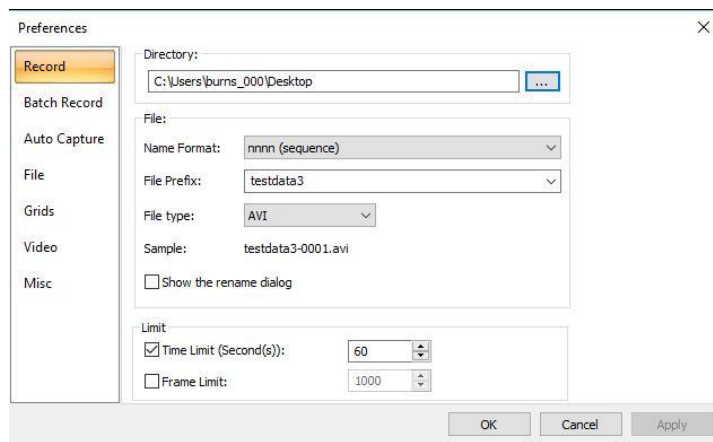 Preferences
Record
Batch Record
Auto Capture
File
Grids
Video
Misc
Directory:
C:\Users\burns_000\Desktop
...
File:
Name Format: nnnn (sequence)
File Prefix: testdata3
File type: AVI
Sample: testdata3-0001.avi
Show the rename dialog
Limit
Time Limit (Second(s)): 60
Frame Limit: 1000
OK Cancel Apply